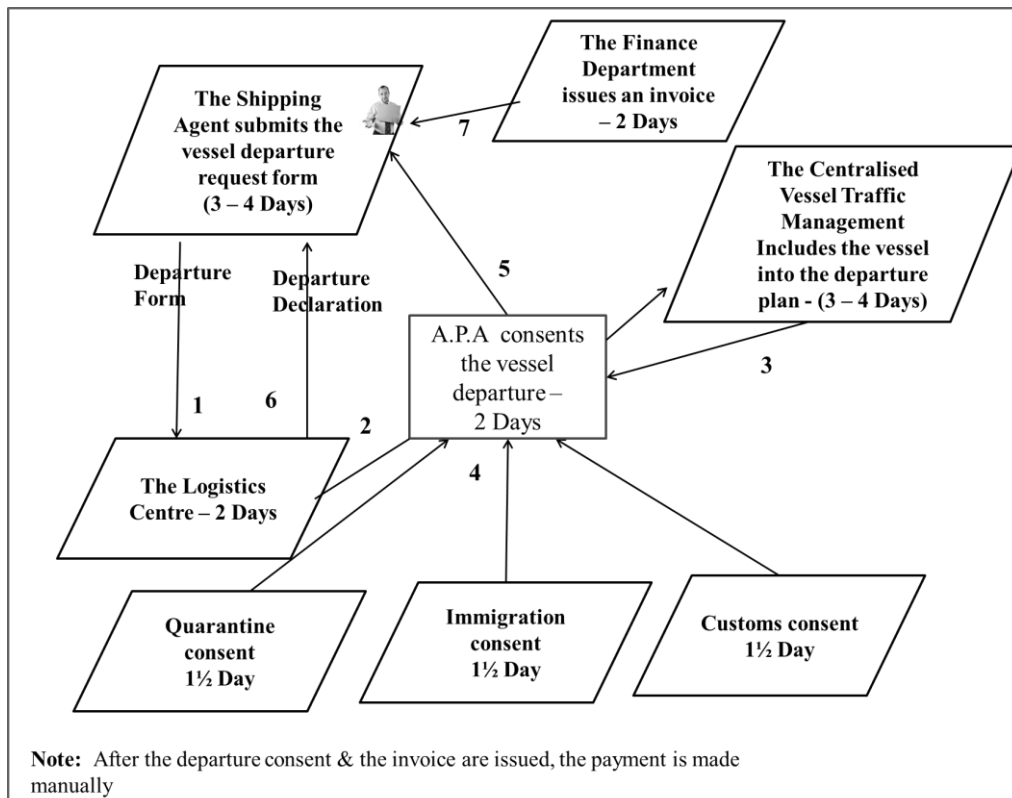 The Finance
Department
issues an invoice
– 2 Days
The Shipping
Agent submits the
vessel departure
request form
(3 – 4 Days)
7
The Centralised
Vessel Traffic
Management
Includes the vessel
into the departure
plan - (3 – 4 Days)
Departure
Form
Departure
Declaration
5
A.P.A consents
the vessel
departure –
2 Days
3
1
6
2
4
The Logistics
Centre – 2 Days
Quarantine
consent
1½ Day
Immigration
consent
1½ Day
Customs consent
1½ Day
Note: After the departure consent & the invoice are issued, the payment is made
manually